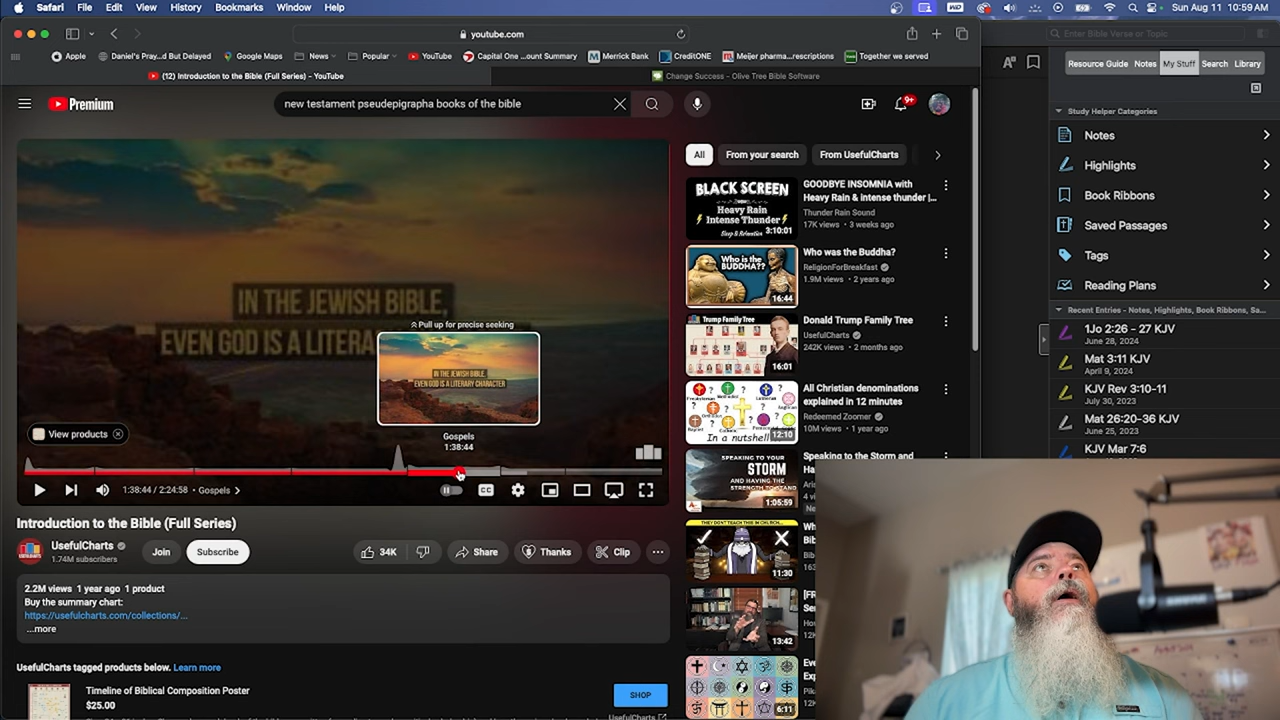 Safari File Edit View History Bookmarks Window Help
Sun Aug 11 10:59 AM
youtube.com
Apple Daniel's Pray...d But Delayed Google Maps News Popular YouTube Capital One ...ount Summary Merrick Bank CreditONE Meijer pharma...rescriptions Together we served
(12) Introduction to the Bible (Full Series) - YouTube
Change Success - Olive Tree Bible Software
Premium
new testament pseudepigrapha books of the bible
9+
IN THE JEWISH BIBLE,
EVEN GOD IS A LITERA
Pull up for precise seeking
IN THE JEWISH BIBLE,
EVEN GOD IS A LITERARY CHARACTER
Gospels
1:38:44
View products
1:38:44 / 2:24:58 • Gospels
CC
Introduction to the Bible (Full Series)
UsefulCharts
1.74M subscribers
Join
Subscribe
34K
Share
Thanks
Clip
2.2M views 1 year ago 1 product
Buy the summary chart:
https://usefulcharts.com/collections/...
...more
UsefulCharts tagged products below. Learn more
Timeline of Biblical Composition Poster
$25.00
SHOP
UsefulCharts
All From your search From UsefulCharts
BLACK SCREEN
Heavy Rain
Intense Thunder
3:10:01
GOODBYE INSOMNIA with
Heavy Rain & intense thunder |...
Thunder Rain Sound
17K views • 3 weeks ago
Who is the
BUDDHA??
16:44
Who was the Buddha?
ReligionForBreakfast
1.9M views • 2 years ago
Trump Family Tree
16:01
Donald Trump Family Tree
UsefulCharts
242K views • 2 months ago
In a nutshell
12:10
All Christian denominations
explained in 12 minutes
Redeemed Zoomer
10M views • 1 year ago
SPEAKING TO YOUR
STORM
1:05:59
Speaking to the Storm and
THEY DON'T TEACH THIS IN CHURCH...
11:30
13:42
6:11
Enter Bible Verse or Topic
Resource Guide Notes My Stuff Search Library
Study Helper Categories
Notes
Highlights
Book Ribbons
Saved Passages
Tags
Reading Plans
Recent Entries - Notes, Highlights, Book Ribbons, Sa...
1Jo 2:26 - 27 KJV
June 28, 2024
Mat 3:11 KJV
April 9, 2024
KJV Rev 3:10-11
July 30, 2023
Mat 26:20-36 KJV
June 25, 2023
KJV Mar 7:6